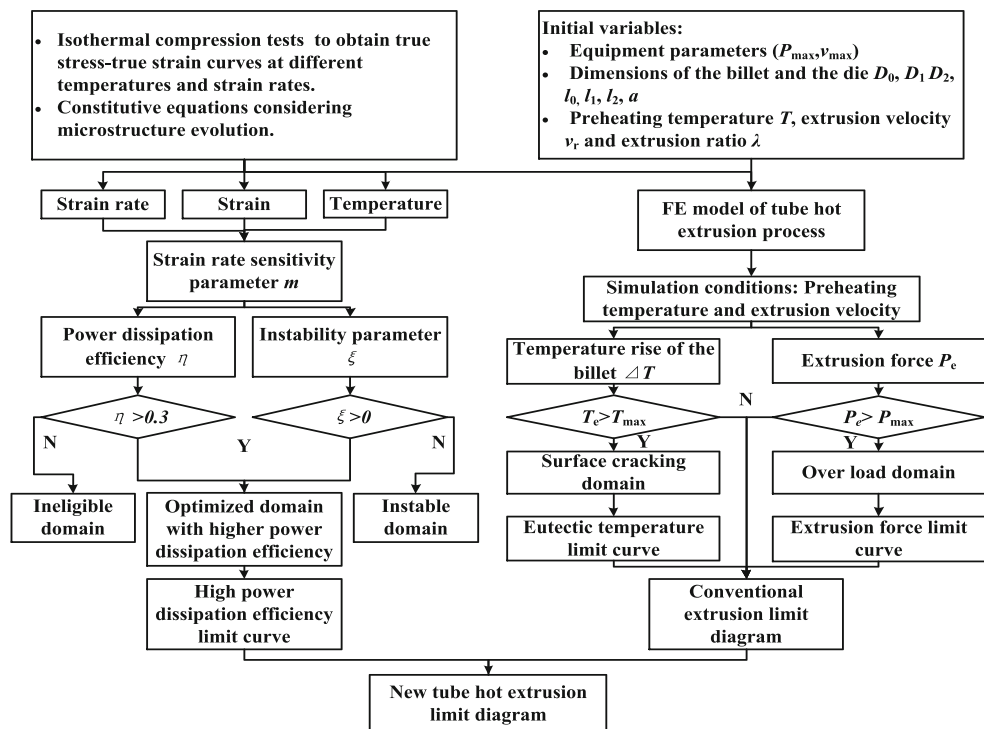 • Isothermal compression tests to obtain true
stress-true strain curves at different
temperatures and strain rates.
• Constitutive equations considering
microstructure evolution.
Initial variables:
• Equipment parameters (Pmax,vmax)
• Dimensions of the billet and the die D0, D1 D2,
l0, l1, l2, a
• Preheating temperature T, extrusion velocity
vr and extrusion ratio λ
Strain rate
Strain
Temperature
FE model of tube hot
extrusion process
Strain rate sensitivity
parameter m
Simulation conditions: Preheating
temperature and extrusion velocity
Power dissipation
efficiency η
Instability parameter
ξ
Temperature rise of the
billet ΔT
Extrusion force Pe
η >0.3
ξ>0
Te>Tmax
Pe> Pmax
N
Y
N
N
Y
Y
Ineligible
domain
Optimized domain
with higher power
dissipation efficiency
Instable
domain
Surface cracking
domain
Over load domain
Eutectic temperature
limit curve
Extrusion force limit
curve
High power
dissipation efficiency
limit curve
Conventional
extrusion limit
diagram
New tube hot extrusion
limit diagram